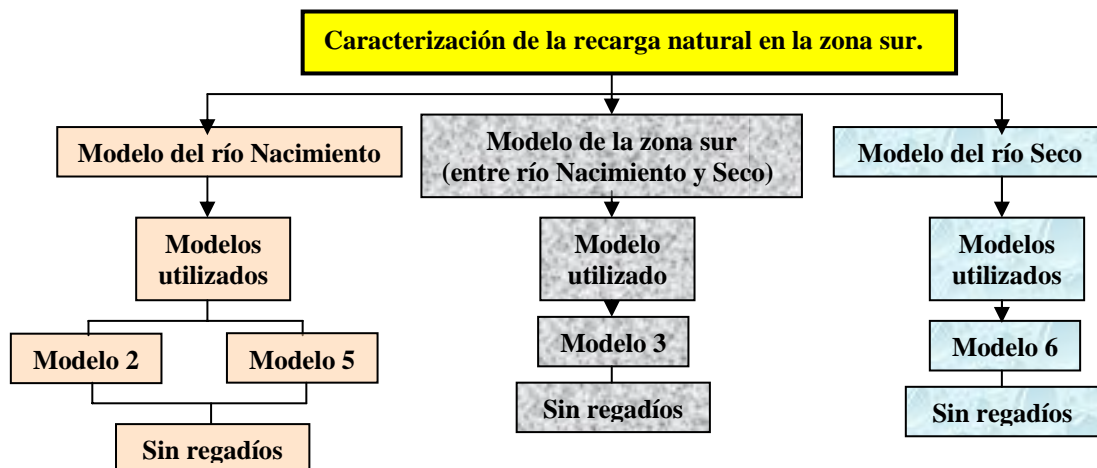 Caracterización de la recarga natural en la zona sur.
Modelo del río Nacimiento
Modelo de la zona sur
(entre río Nacimiento y Seco)
Modelo del río Seco
Modelos
utilizados
Modelo
utilizado
Modelos
utilizados
Modelo 2
Modelo 5
Modelo 3
Modelo 6
Sin regadíos
Sin regadíos
Sin regadíos